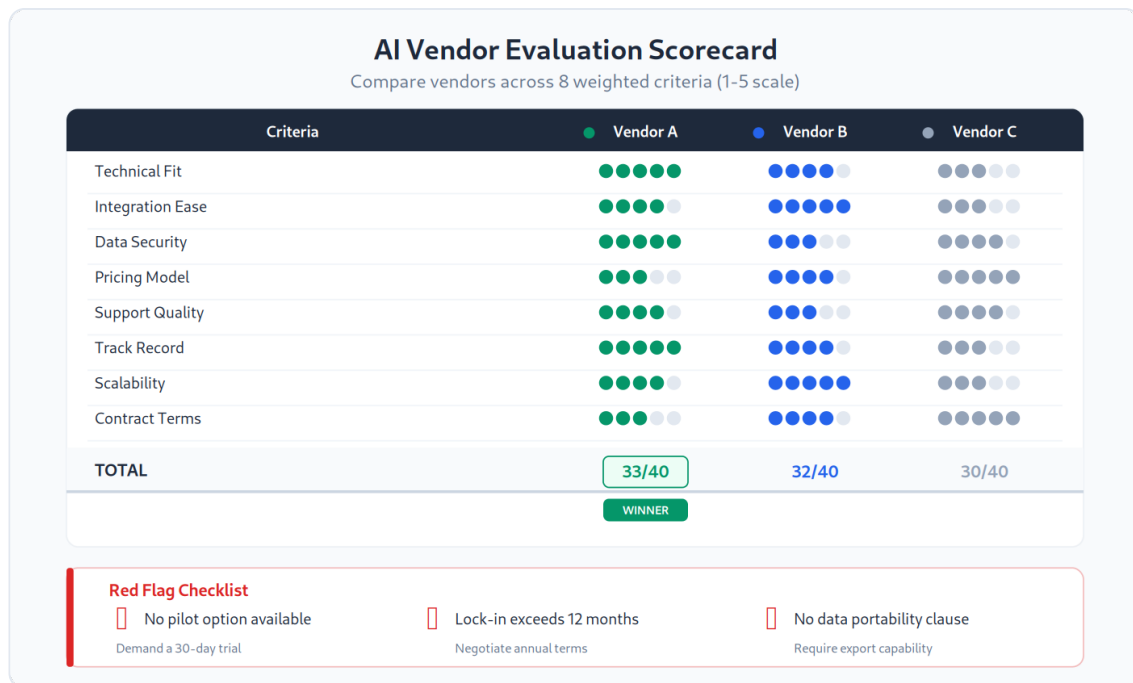 AI Vendor Evaluation Scorecard
Compare vendors across 8 weighted criteria (1-5 scale)
Criteria Vendor A Vendor B Vendor C
Technical Fit
Integration Ease
Data Security
Pricing Model
Support Quality
Track Record
Scalability
Contract Terms
TOTAL 33/40 32/40 30/40
WINNER
Red Flag Checklist
No pilot option available Lock-in exceeds 12 months No data portability clause
Demand a 30-day trial Negotiate annual terms Require export capability